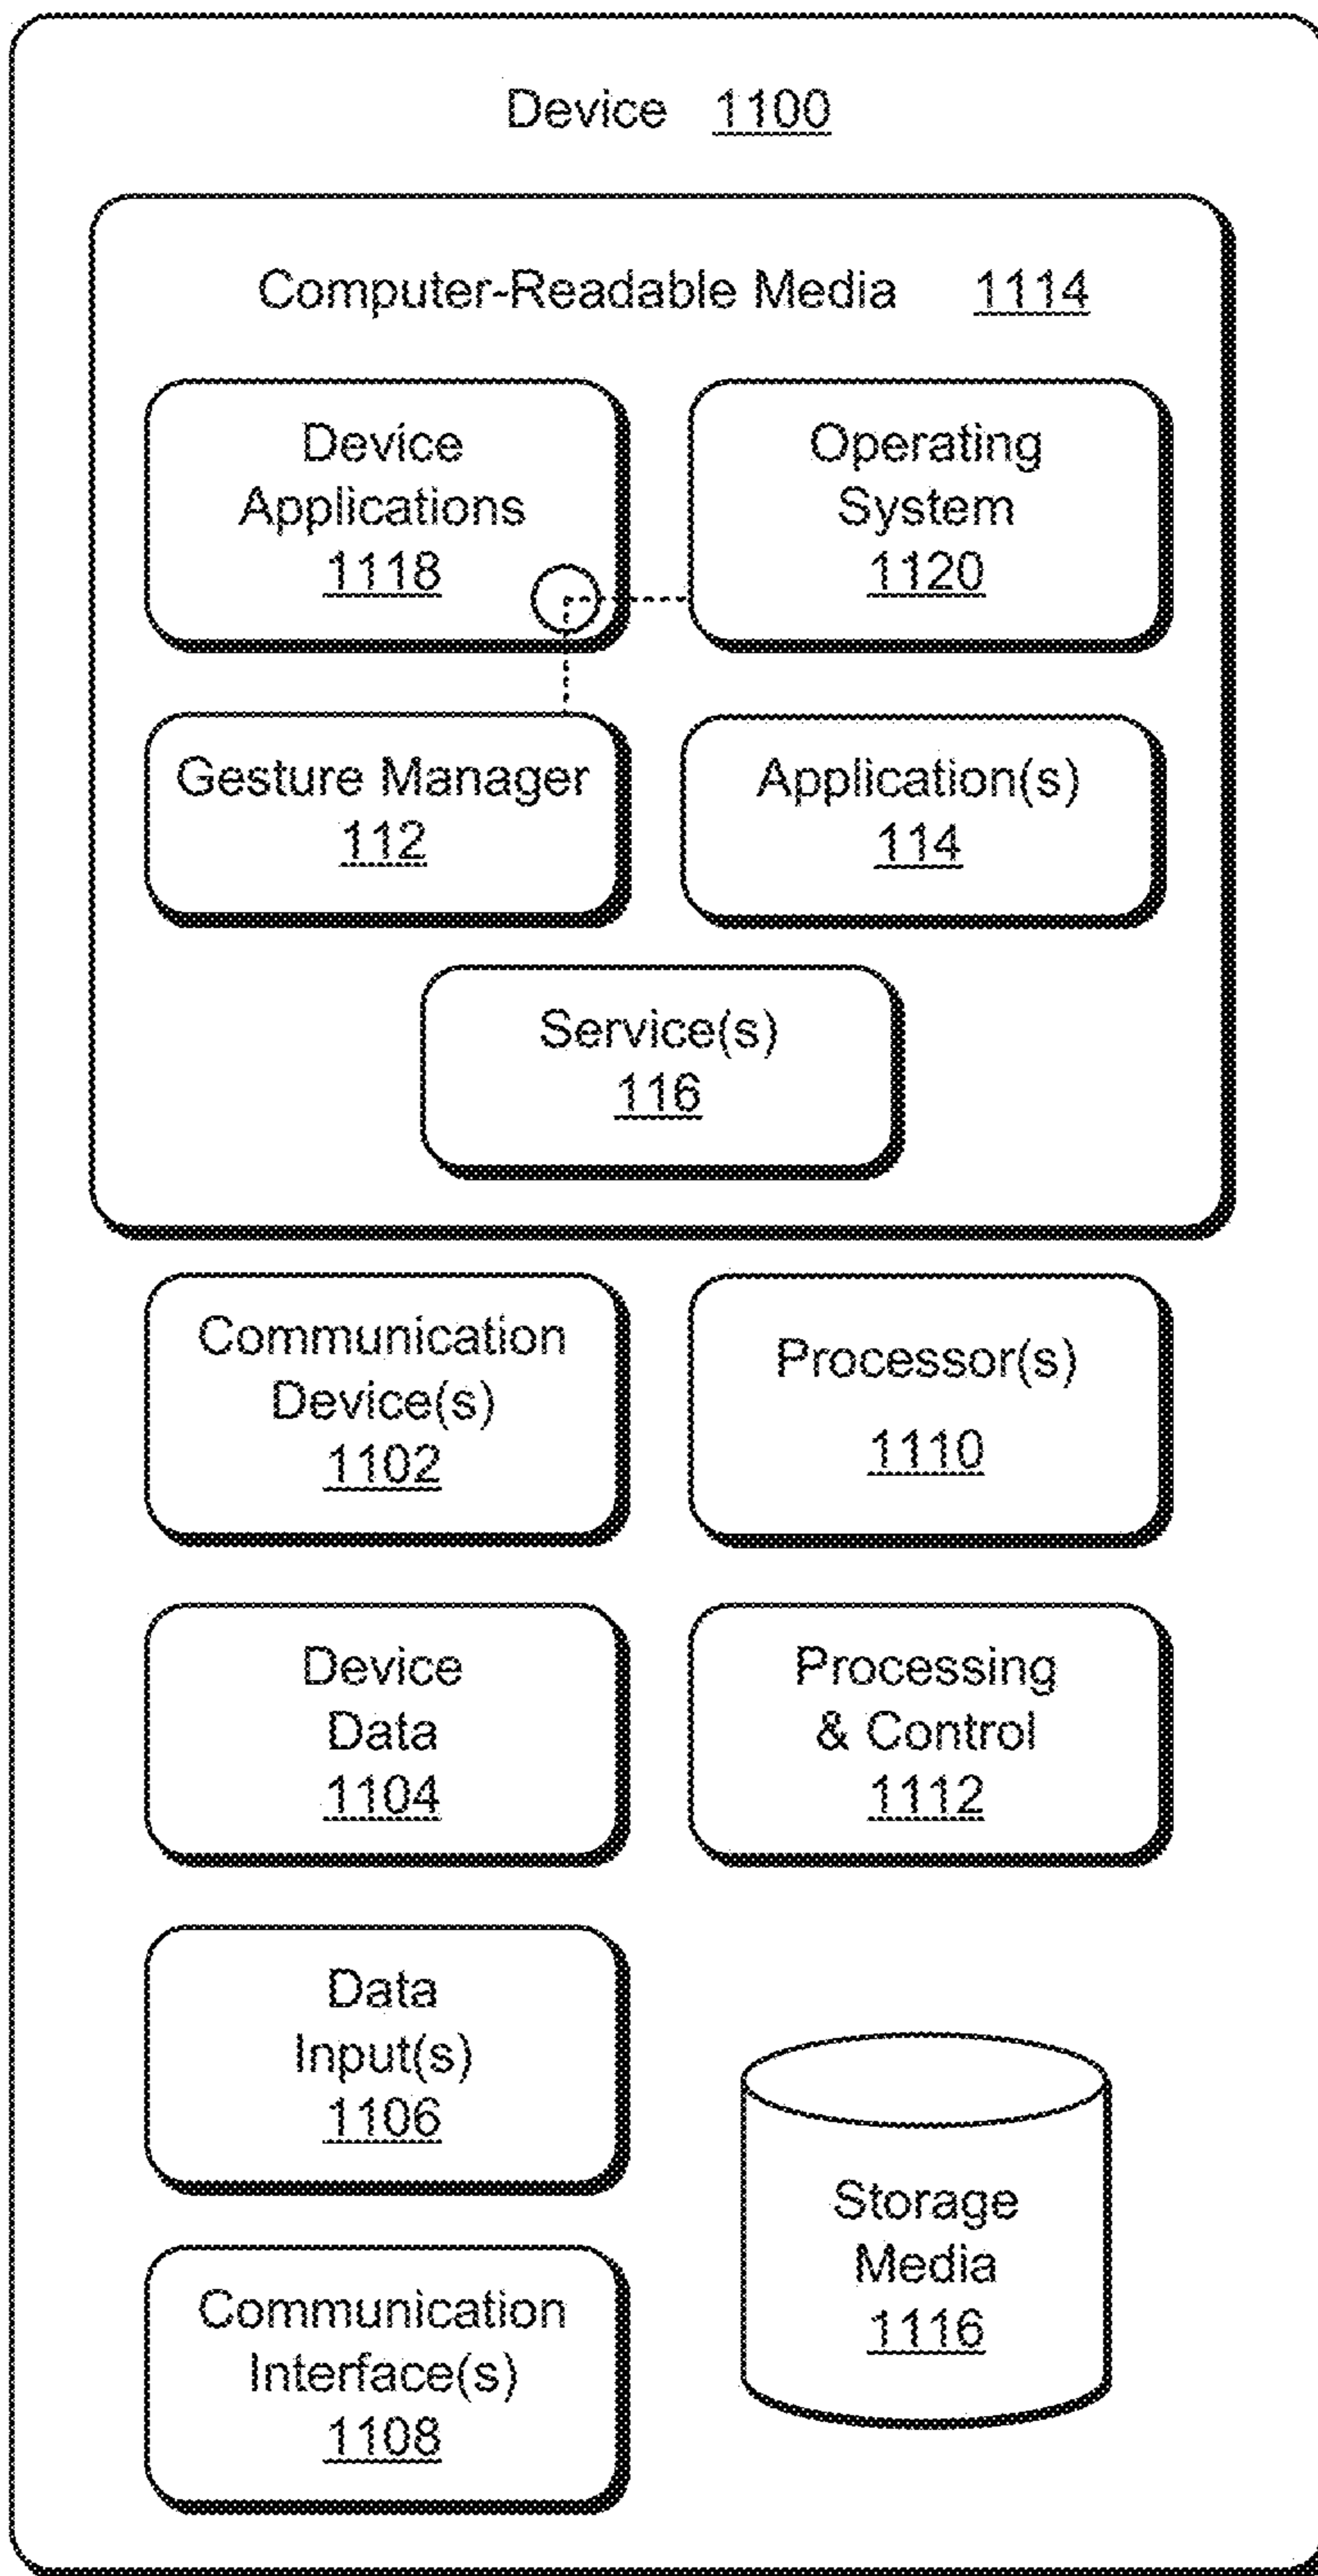 Device 1100
Computer-Readable Media 1114
Device
Applications
1118
Operating
System
1120
Gesture Manager
112
Application(s)
114
Service(s)
116
Communication
Device(s)
1102
Processor(s)
1110
Device
Data
1104
Processing
& Control
1112
Data
Input(s)
1106
Storage
Media
1116
Communication
Interface(s)
1108